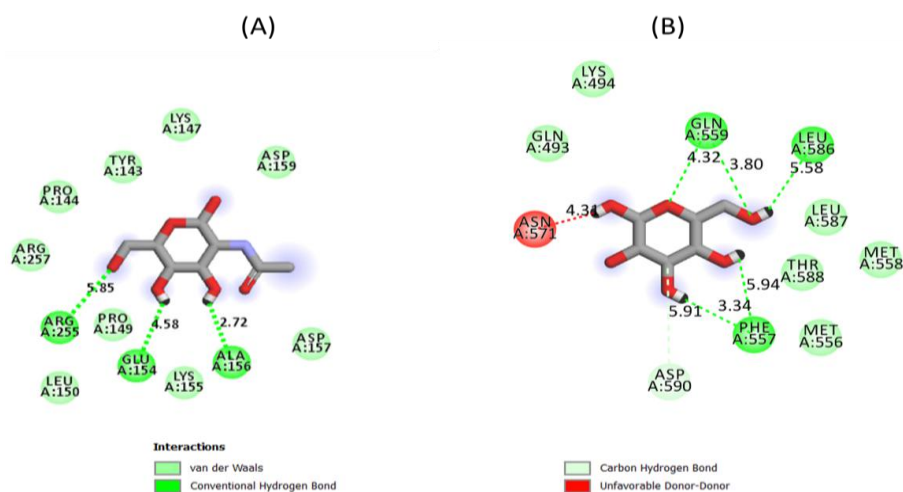 (A)
(B)
LYS
A:147
TYR
A:143
ASP
A:159
PRO
A:144
ARG
A:257
5.85
ARG
A:255
PRO
A:149
4.58
2.72
GLU
A:154
ALA
A:156
ASP
A:157
LEU
A:150
LYS
A:155
LYS
A:494
GLN
A:493
GLN
A:559
LEU
A:586
4.32
3.80
5.58
ASN
A:571
4.31
LEU
A:587
MET
A:558
THR
A:588
5.94
3.34
5.91
PHE
A:557
MET
A:556
ASP
A:590
Interactions
van der Waals
Conventional Hydrogen Bond
Carbon Hydrogen Bond
Unfavorable Donor-Donor